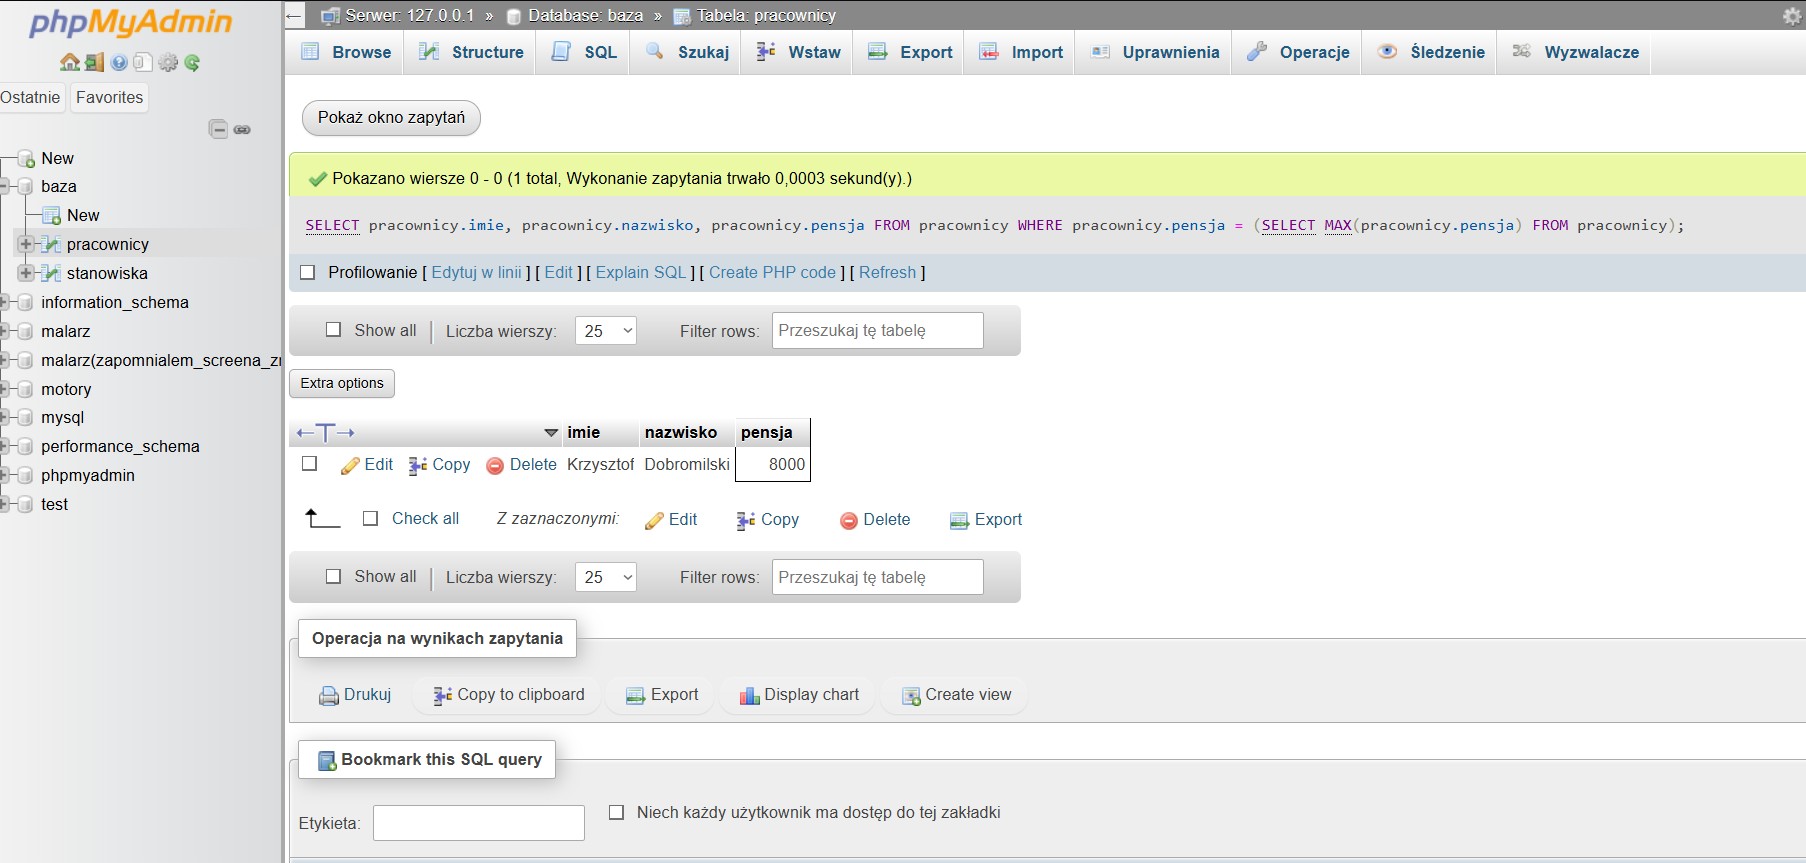 phpMyAdmin
Ostatnie Favorites
New
baza
New
pracownicy
stanowiska
information_schema
malarz
malarz(zapomnialem_screena_
motory
mysql
performance_schema
phpmyadmin
test
Serwer: 127.0.0.1 » Database: baza » Tabela: pracownicy
Browse Structure SQL Szukaj Wstaw Export Import Uprawnienia Operacje Śledzenie Wyzwalacze
Pokaż okno zapytań
Pokazano wiersze 0 - 0 (1 total, Wykonanie zapytania trwało 0,0003 sekund(y).)
SELECT pracownicy.imie, pracownicy.nazwisko, pracownicy.pensja FROM pracownicy WHERE pracownicy.pensja = (SELECT MAX(pracownicy.pensja) FROM pracownicy);
Profilowanie [ Edytuj w linii ] [ Edit ] [ Explain SQL ] [ Create PHP code ] [ Refresh ]
Show all | Liczba wierszy: 25 Filter rows: Przeszukaj tę tabelę
Extra options
←T→ imie nazwisko pensja
Edit Copy Delete Krzysztof Dobromilski 8000
Check all Z zaznaczonymi: Edit Copy Delete Export
Show all | Liczba wierszy: 25 Filter rows: Przeszukaj tę tabelę
Operacja na wynikach zapytania
Drukuj Copy to clipboard Export Display chart Create view
Bookmark this SQL query
Etykieta: Niech każdy użytkownik ma dostęp do tej zakładki